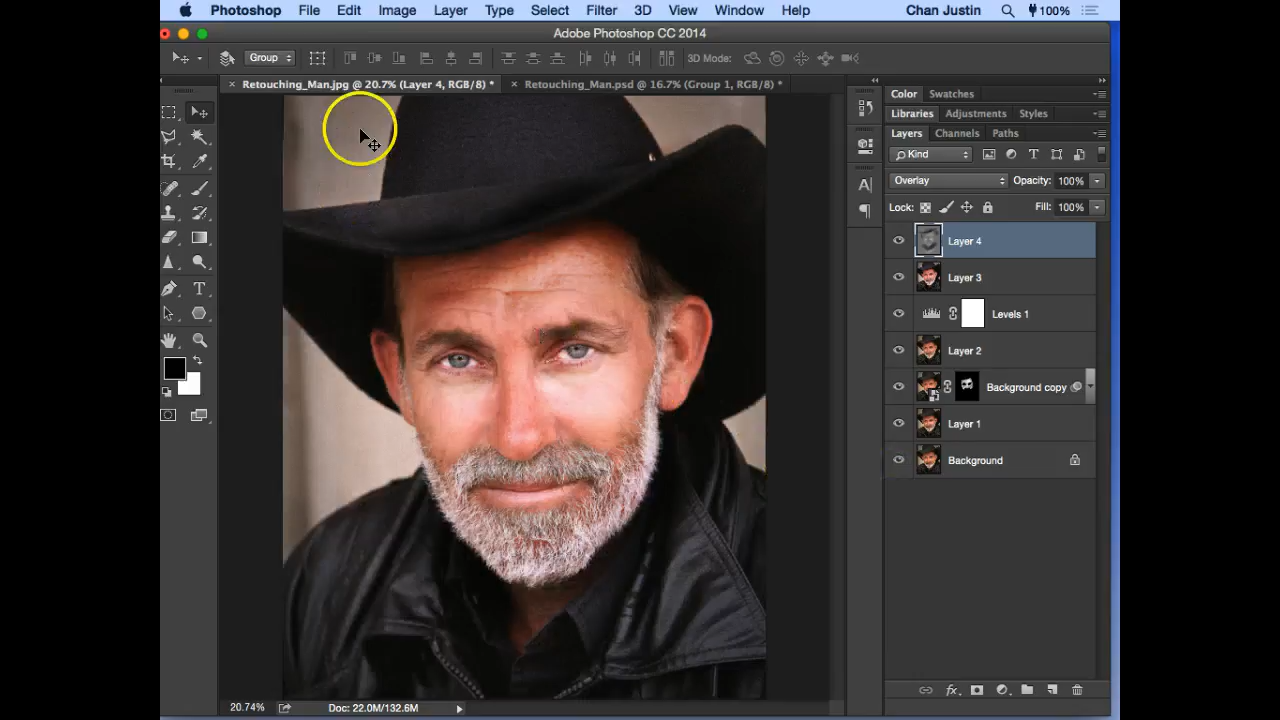 Photoshop File Edit Image Layer Type Select Filter 3D View Window Help Chan Justin 100%
Adobe Photoshop CC 2014
Group 3D Mode:
× Retouching_Man.jpg @ 20.7% (Layer 4, RGB/8) * × Retouching_Man.psd @ 16.7% (Group 1, RGB/8) *
Color Swatches
Libraries Adjustments Styles
Layers Channels Paths
Kind
Overlay Opacity: 100%
Lock: Fill: 100%
Layer 4
Layer 3
Levels 1
Layer 2
Background copy
Layer 1
Background
20.74% Doc: 22.0M/132.6M